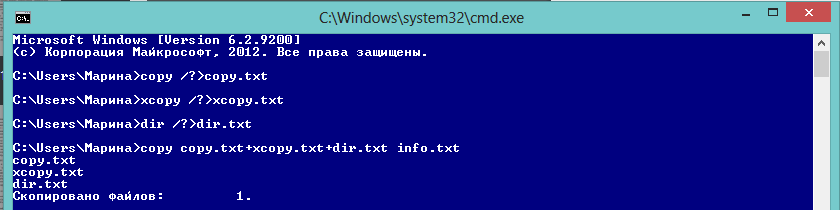 C:\Windows\system32\cmd.exe
Microsoft Windows [Version 6.2.9200]
(c) Корпорация Майкрософт, 2012. Все права защищены.
C:\Users\Марина>copy /?>copy.txt
C:\Users\Марина>xcopy /?>xcopy.txt
C:\Users\Марина>dir /?>dir.txt
C:\Users\Марина>copy copy.txt+xcopy.txt+dir.txt info.txt
copy.txt
xcopy.txt
dir.txt
Скопировано файлов:         1.